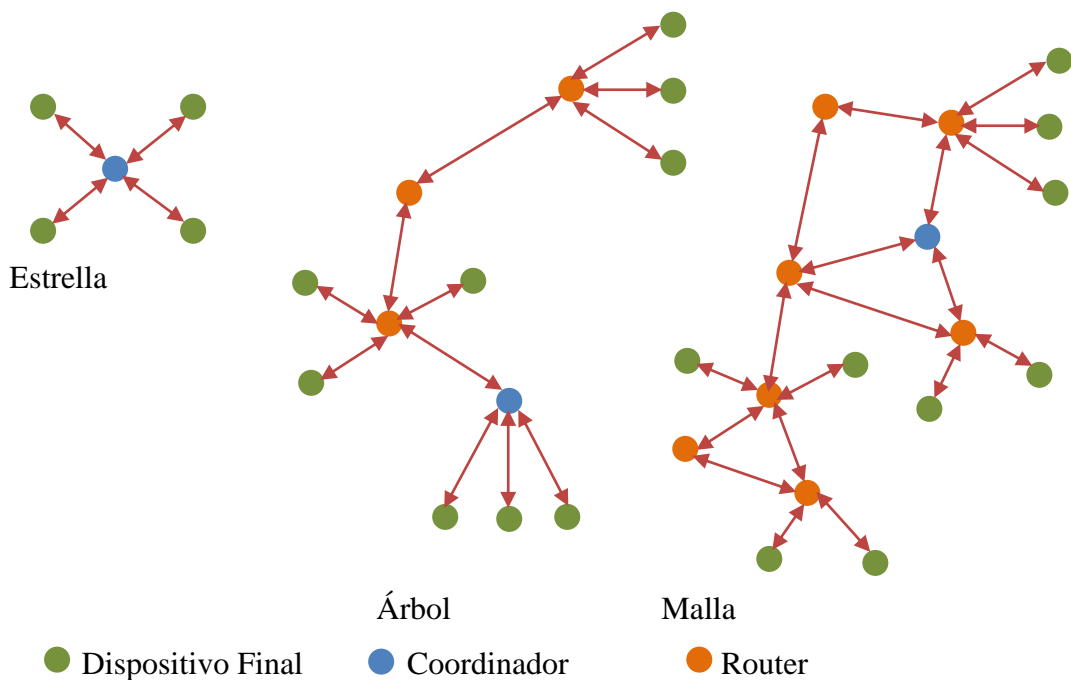 Estrella
Árbol
Malla
Dispositivo Final
Coordinador
Router